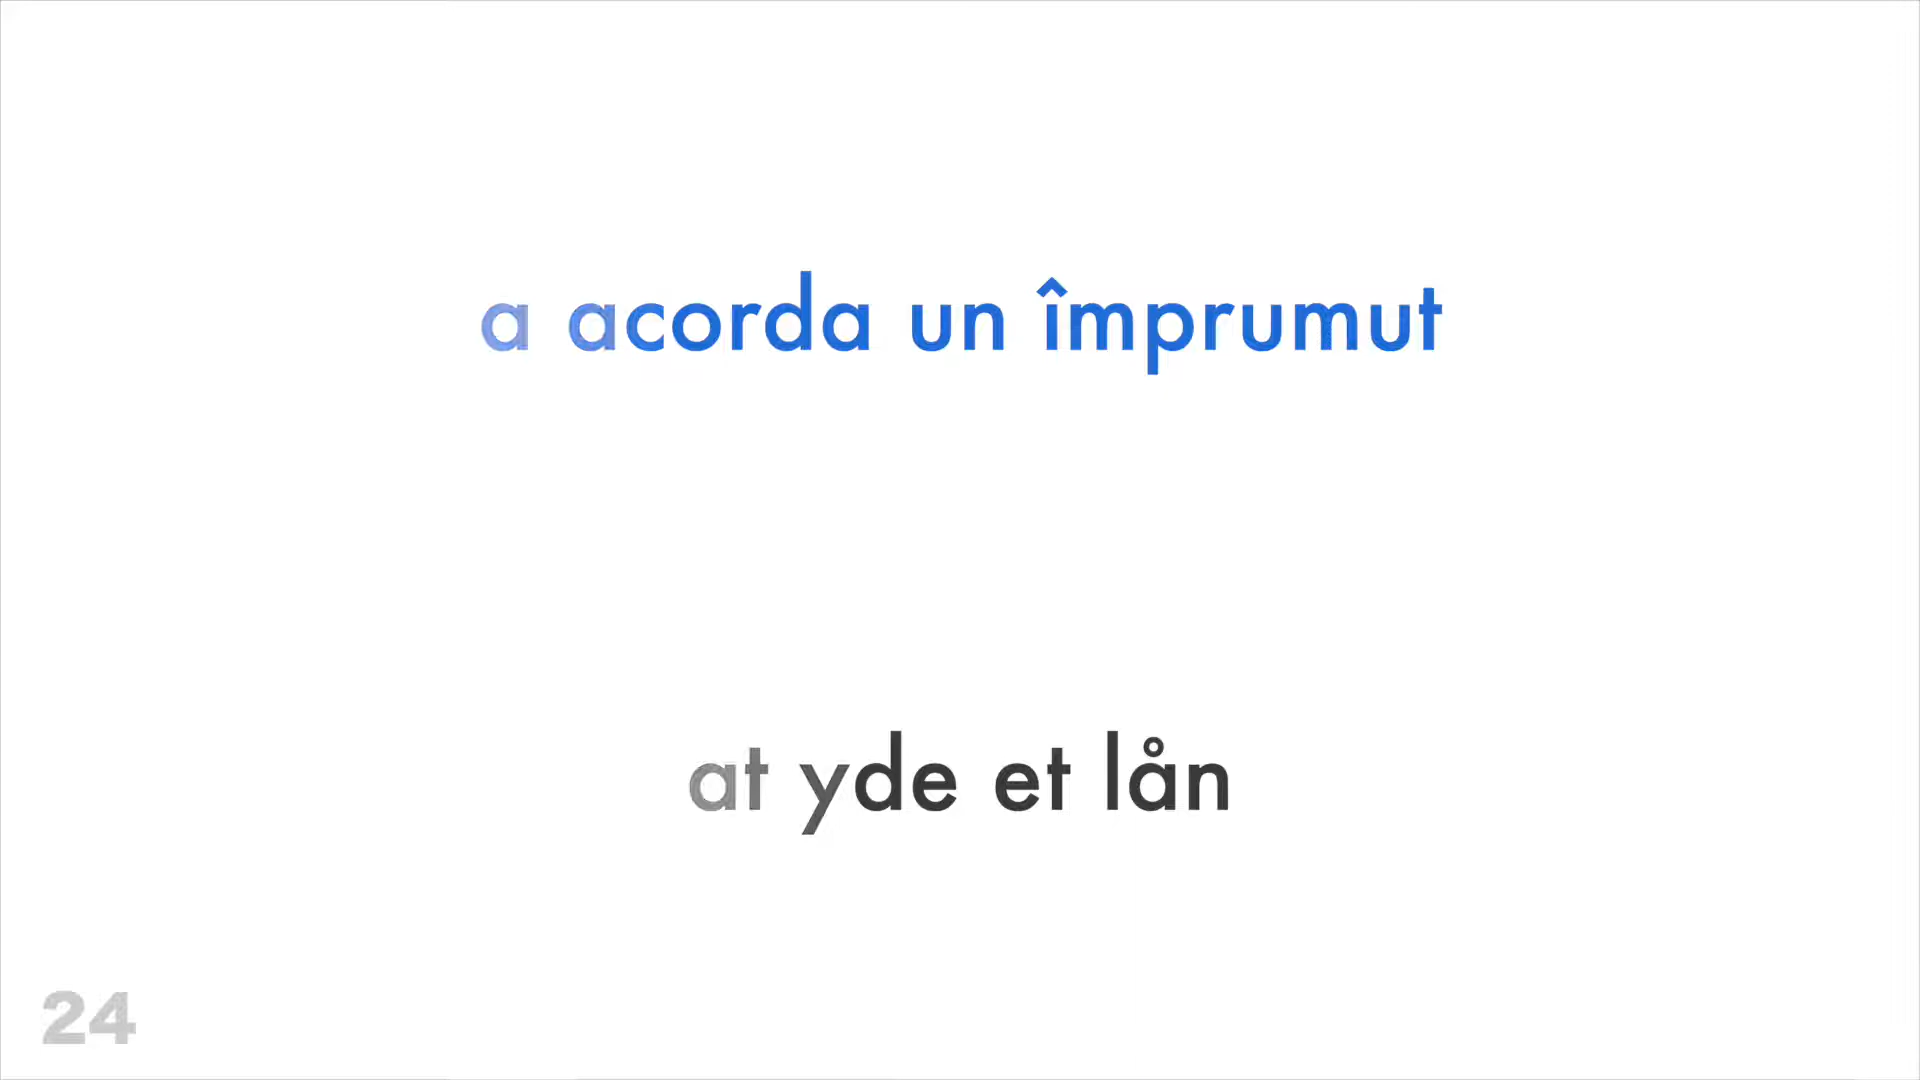 a acorda un împrumut
at yde et lån
24